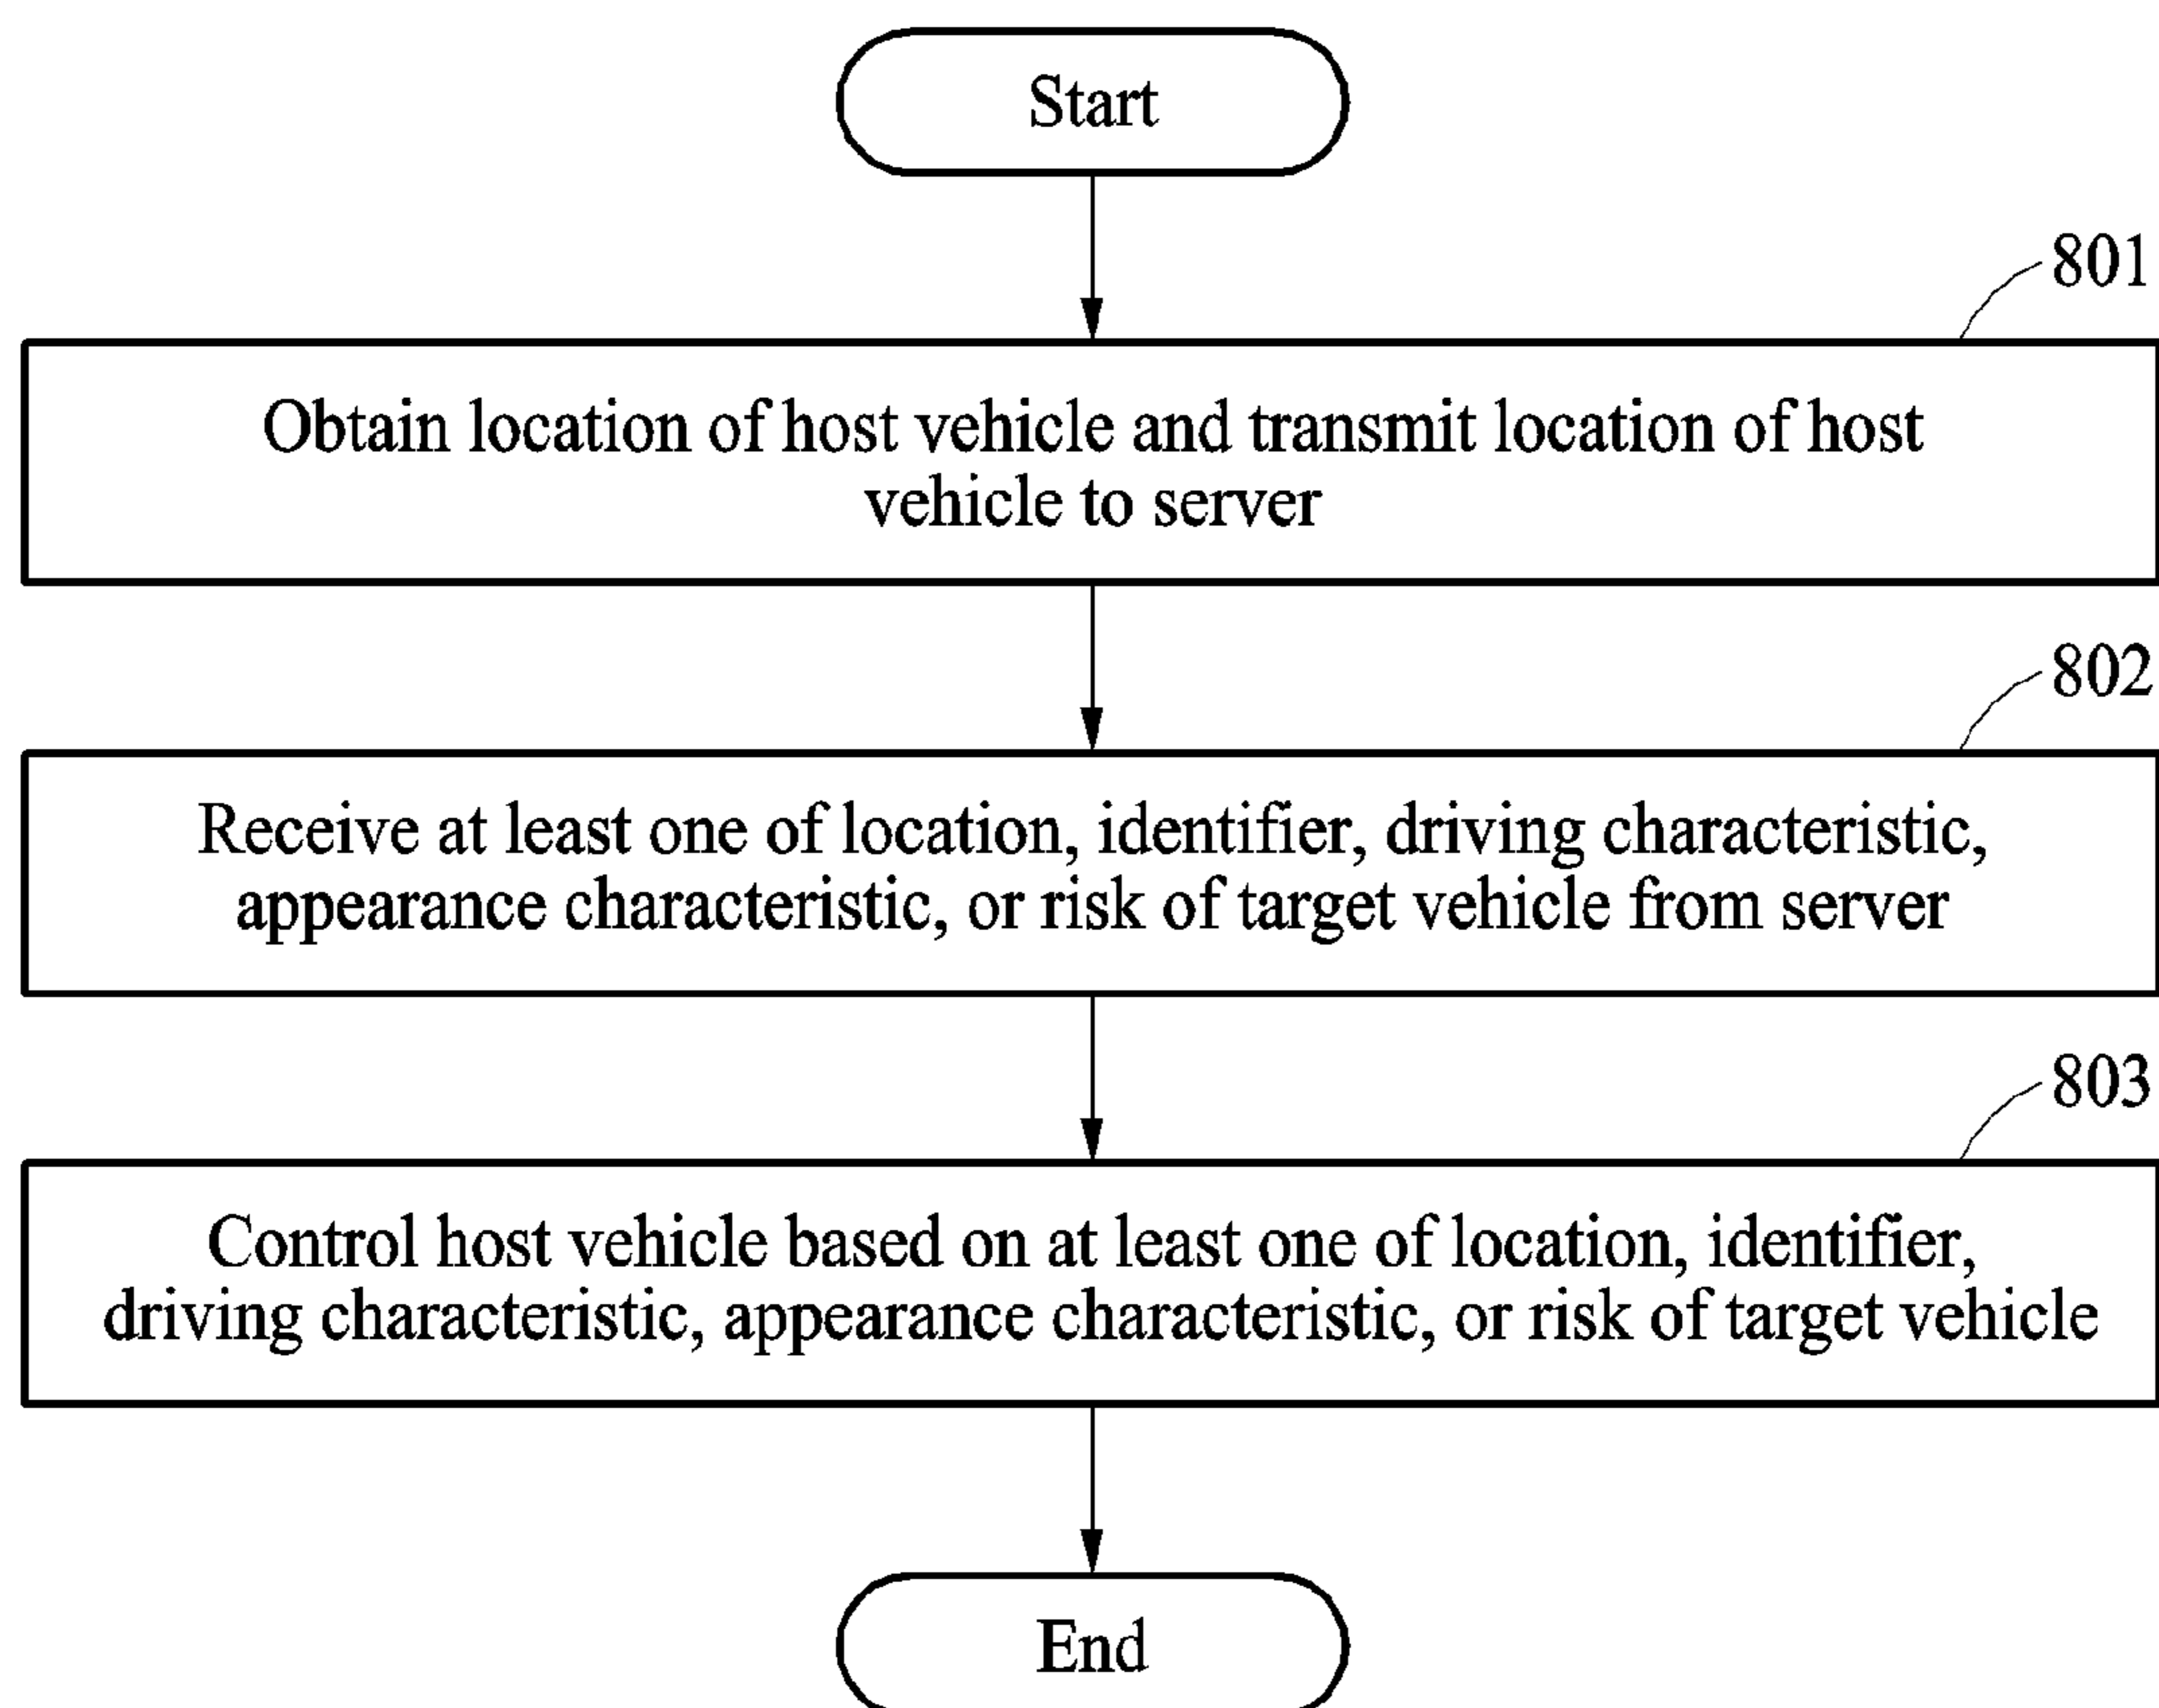 Start
801
Obtain location of host vehicle and transmit location of host
vehicle to server
802
Receive at least one of location, identifier, driving characteristic,
appearance characteristic, or risk of target vehicle from server
803
Control host vehicle based on at least one of location, identifier,
driving characteristic, appearance characteristic, or risk of target vehicle
End